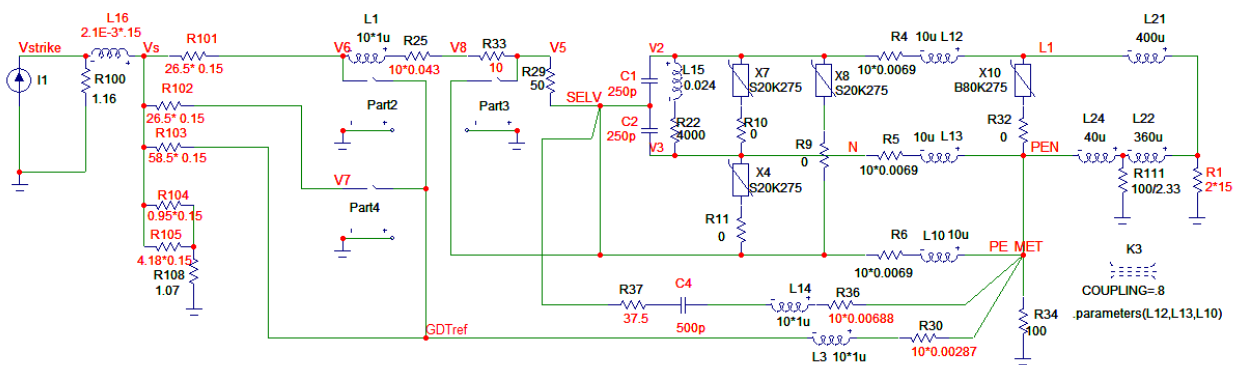 L16
2.1E-3*.15
Vstrike
Vs
I1
R100
1.16
R101
26.5* 0.15
R102
26.5* 0.15
R103
58.5* 0.15
R104
0.95*0.15
R105
4.18*0.15
R108
1.07
L1
10*1u
V6
R25
10*0.043
V8
R33
10
V5
R29
50
Part2
Part3
V7
Part4
GDTref
SELV
V2
C1
250p
C2
250p
V3
L15
0.024
R22
4000
X7
S20K275
R10
0
X4
S20K275
R11
0
X8
S20K275
R9
0
R4
10*0.0069
10u L12
N
R5
10*0.0069
10u L13
R6
10*0.0069
L10 10u
L1
X10
B80K275
R32
0
PEN
PE_MET
L21
400u
L24
40u
L22
360u
R111
100/2.33
R1
2*15
K3
COUPLING=.8
.parameters(L12,L13,L10)
R37
37.5
C4
500p
L14
10*1u
R36
10*0.00688
R34
100
L3 10*1u
R30
10*0.00287